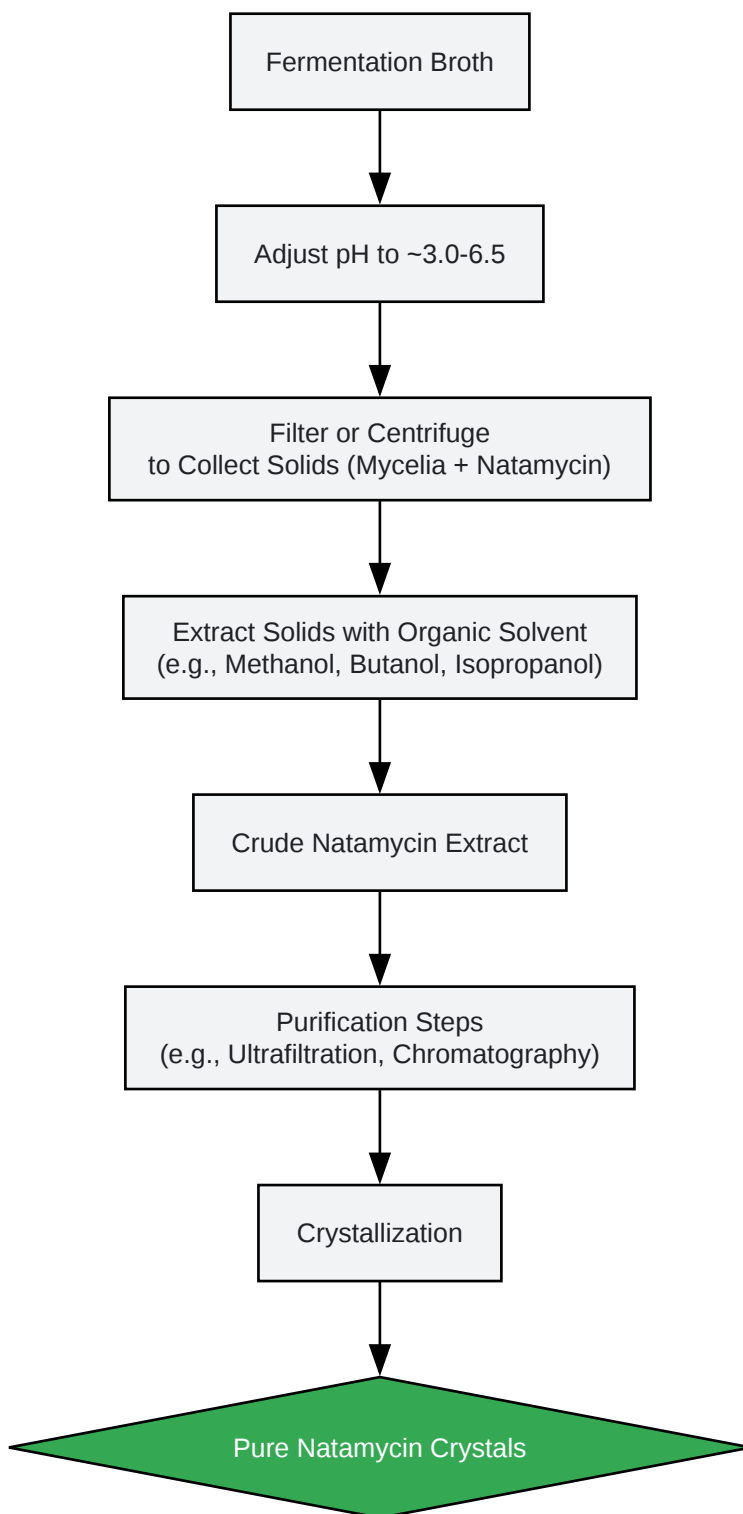 Fermentation Broth
Adjust pH to ~3.0-6.5
Filter or Centrifuge
to Collect Solids (Mycelia + Natamycin)
Extract Solids with Organic Solvent
(e.g., Methanol, Butanol, Isopropanol)
Crude Natamycin Extract
Purification Steps
(e.g., Ultrafiltration, Chromatography)
Crystallization
Pure Natamycin Crystals